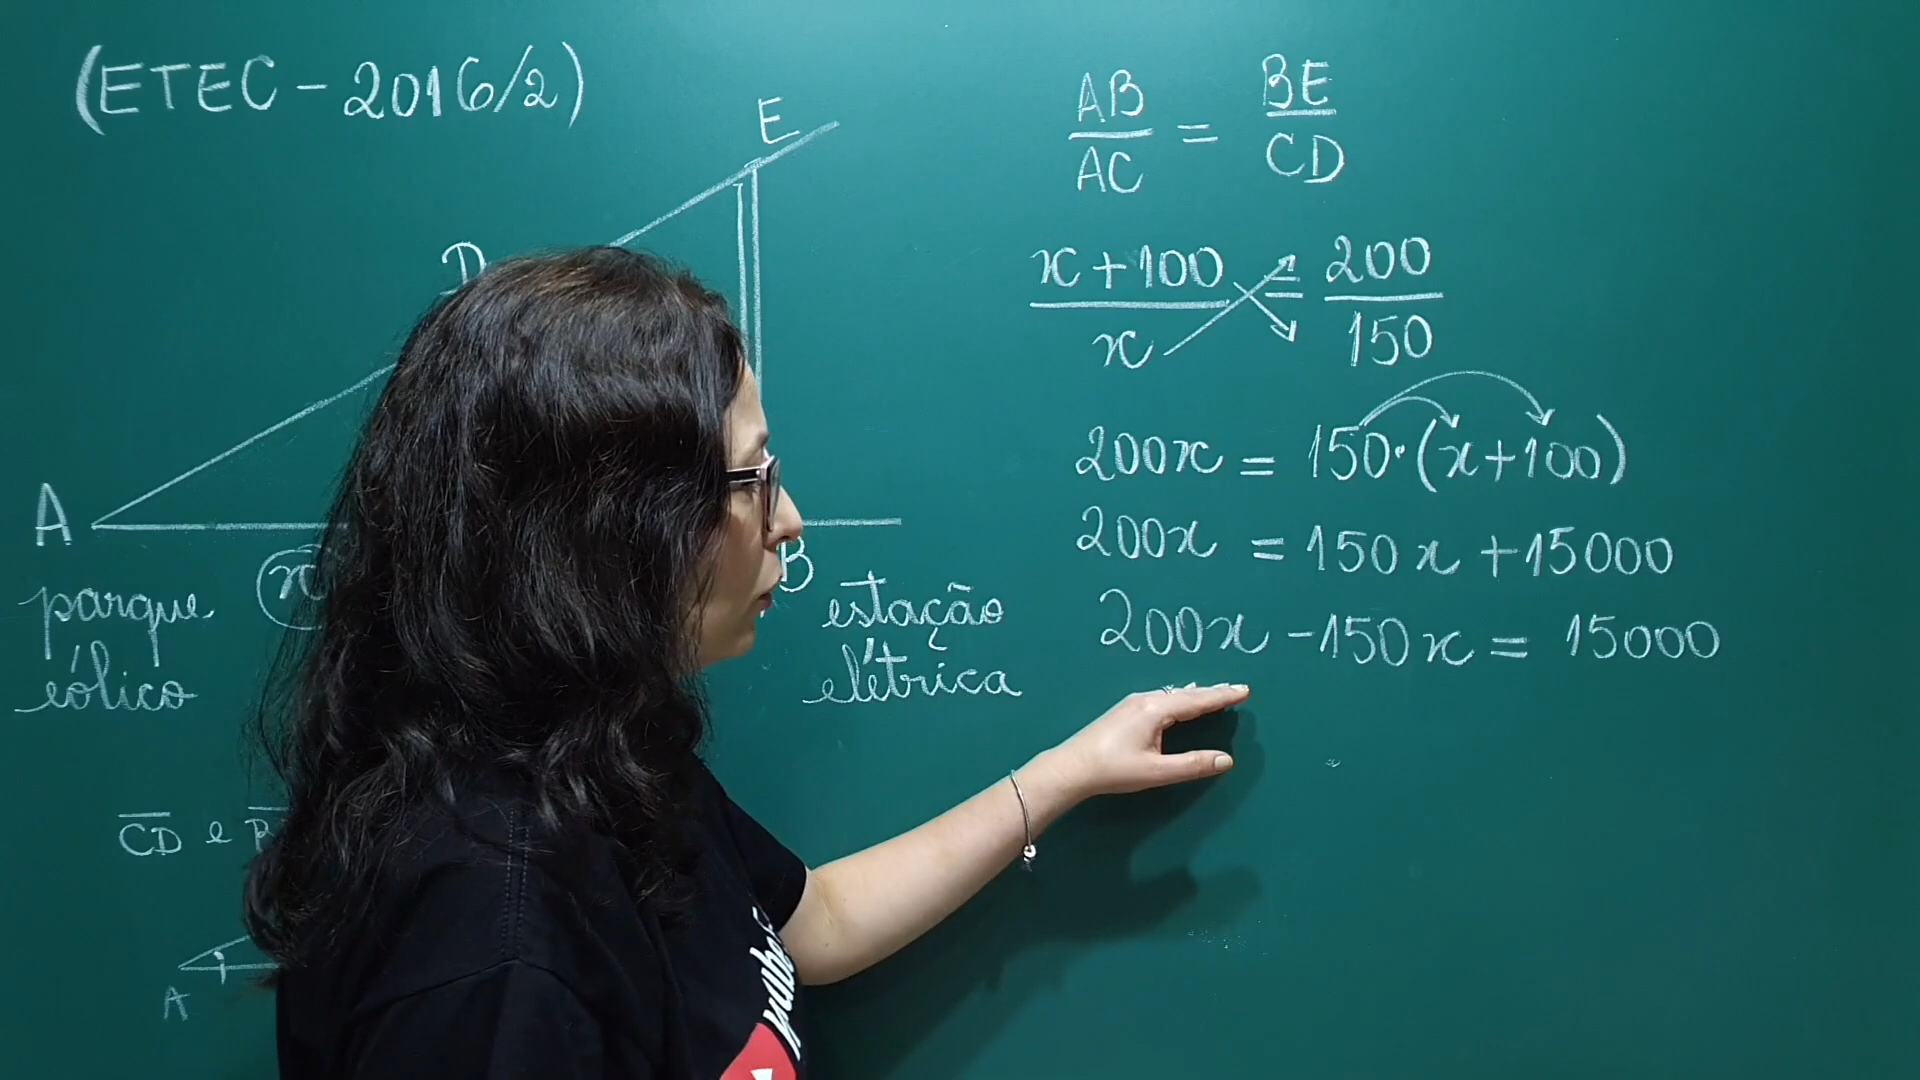 (ETEC - 2016/2)
E
D
A
x
B
parque
eólico
estação
elétrica
CD e
A
AB/AC = BE/CD
x+100/x = 200/150
200x = 150·(x+100)
200x = 150x + 15000
200x - 150x = 15000